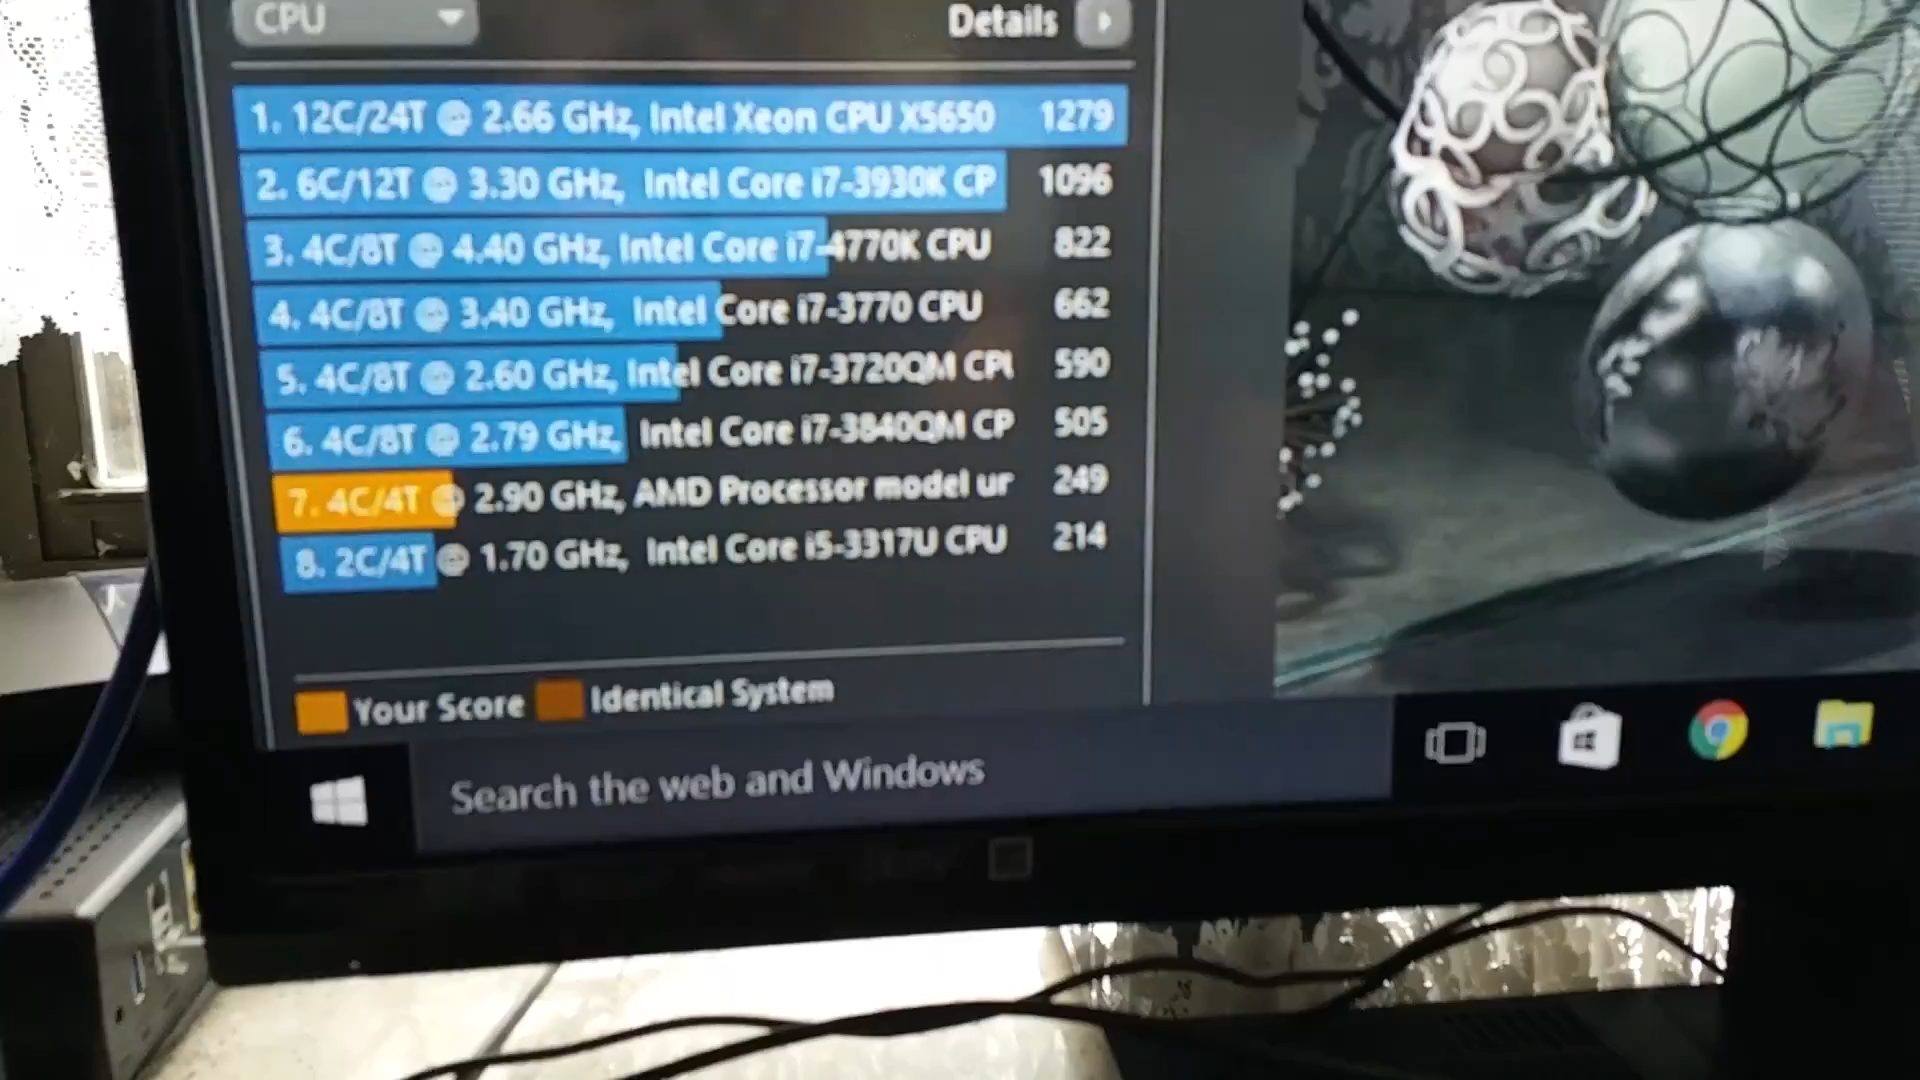 CPU
Details
1. 12C/24T @ 2.66 GHz, Intel Xeon CPU X5650 1279
2. 6C/12T @ 3.30 GHz, Intel Core i7-3930K CP 1096
3. 4C/8T @ 4.40 GHz, Intel Core i7-4770K CPU 822
4. 4C/8T @ 3.40 GHz, Intel Core i7-3770 CPU 662
5. 4C/8T @ 2.60 GHz, Intel Core i7-3720QM CPU 590
6. 4C/8T @ 2.79 GHz, Intel Core i7-3840QM CP 505
7. 4C/4T @ 2.90 GHz, AMD Processor model ur 249
8. 2C/4T @ 1.70 GHz, Intel Core i5-3317U CPU 214
Your Score Identical System
Search the web and Windows